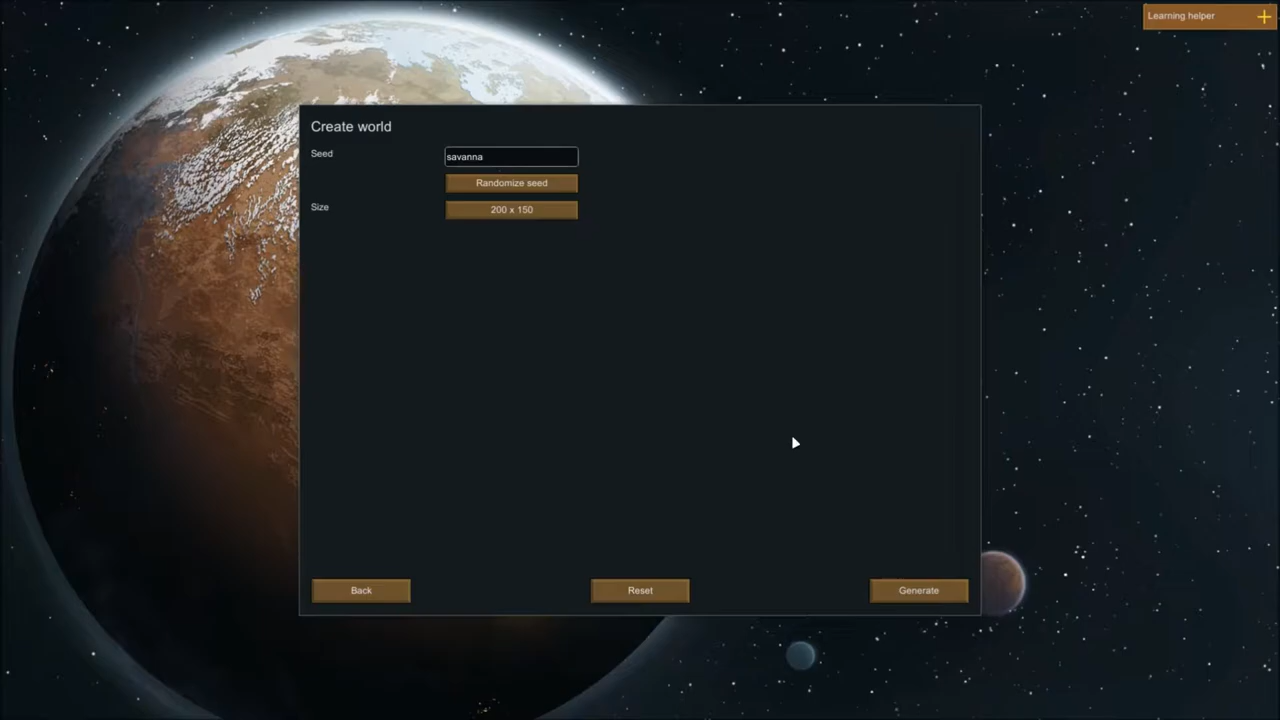 Learning helper
Create world
Seed
savanna
Randomize seed
Size
200 x 150
Back
Reset
Generate